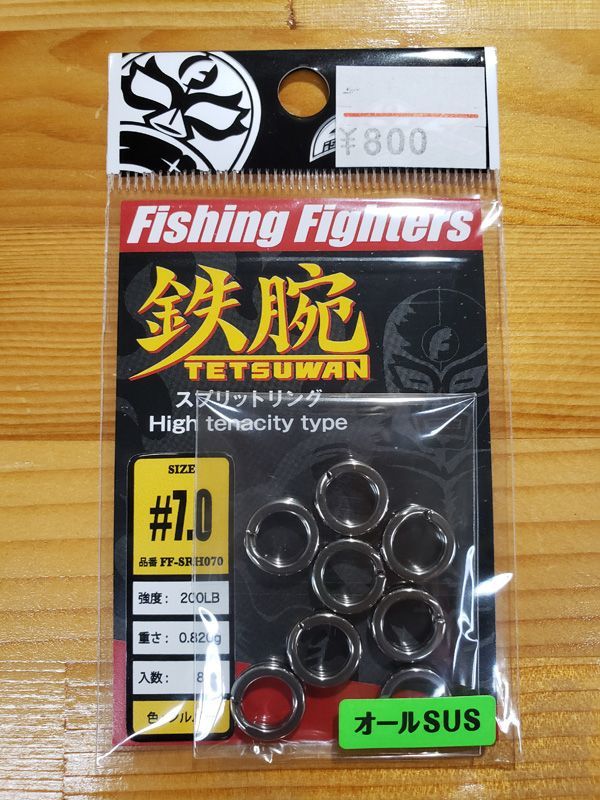 F
¥800
Fishing Fighters
鉄腕
TETSUWAN
スプリットリング
High tenacity type
SIZE
#7.0
品番 FF-SRH070
強度: 200LB
重さ: 0.820g
入数: 8
色:
オールSUS